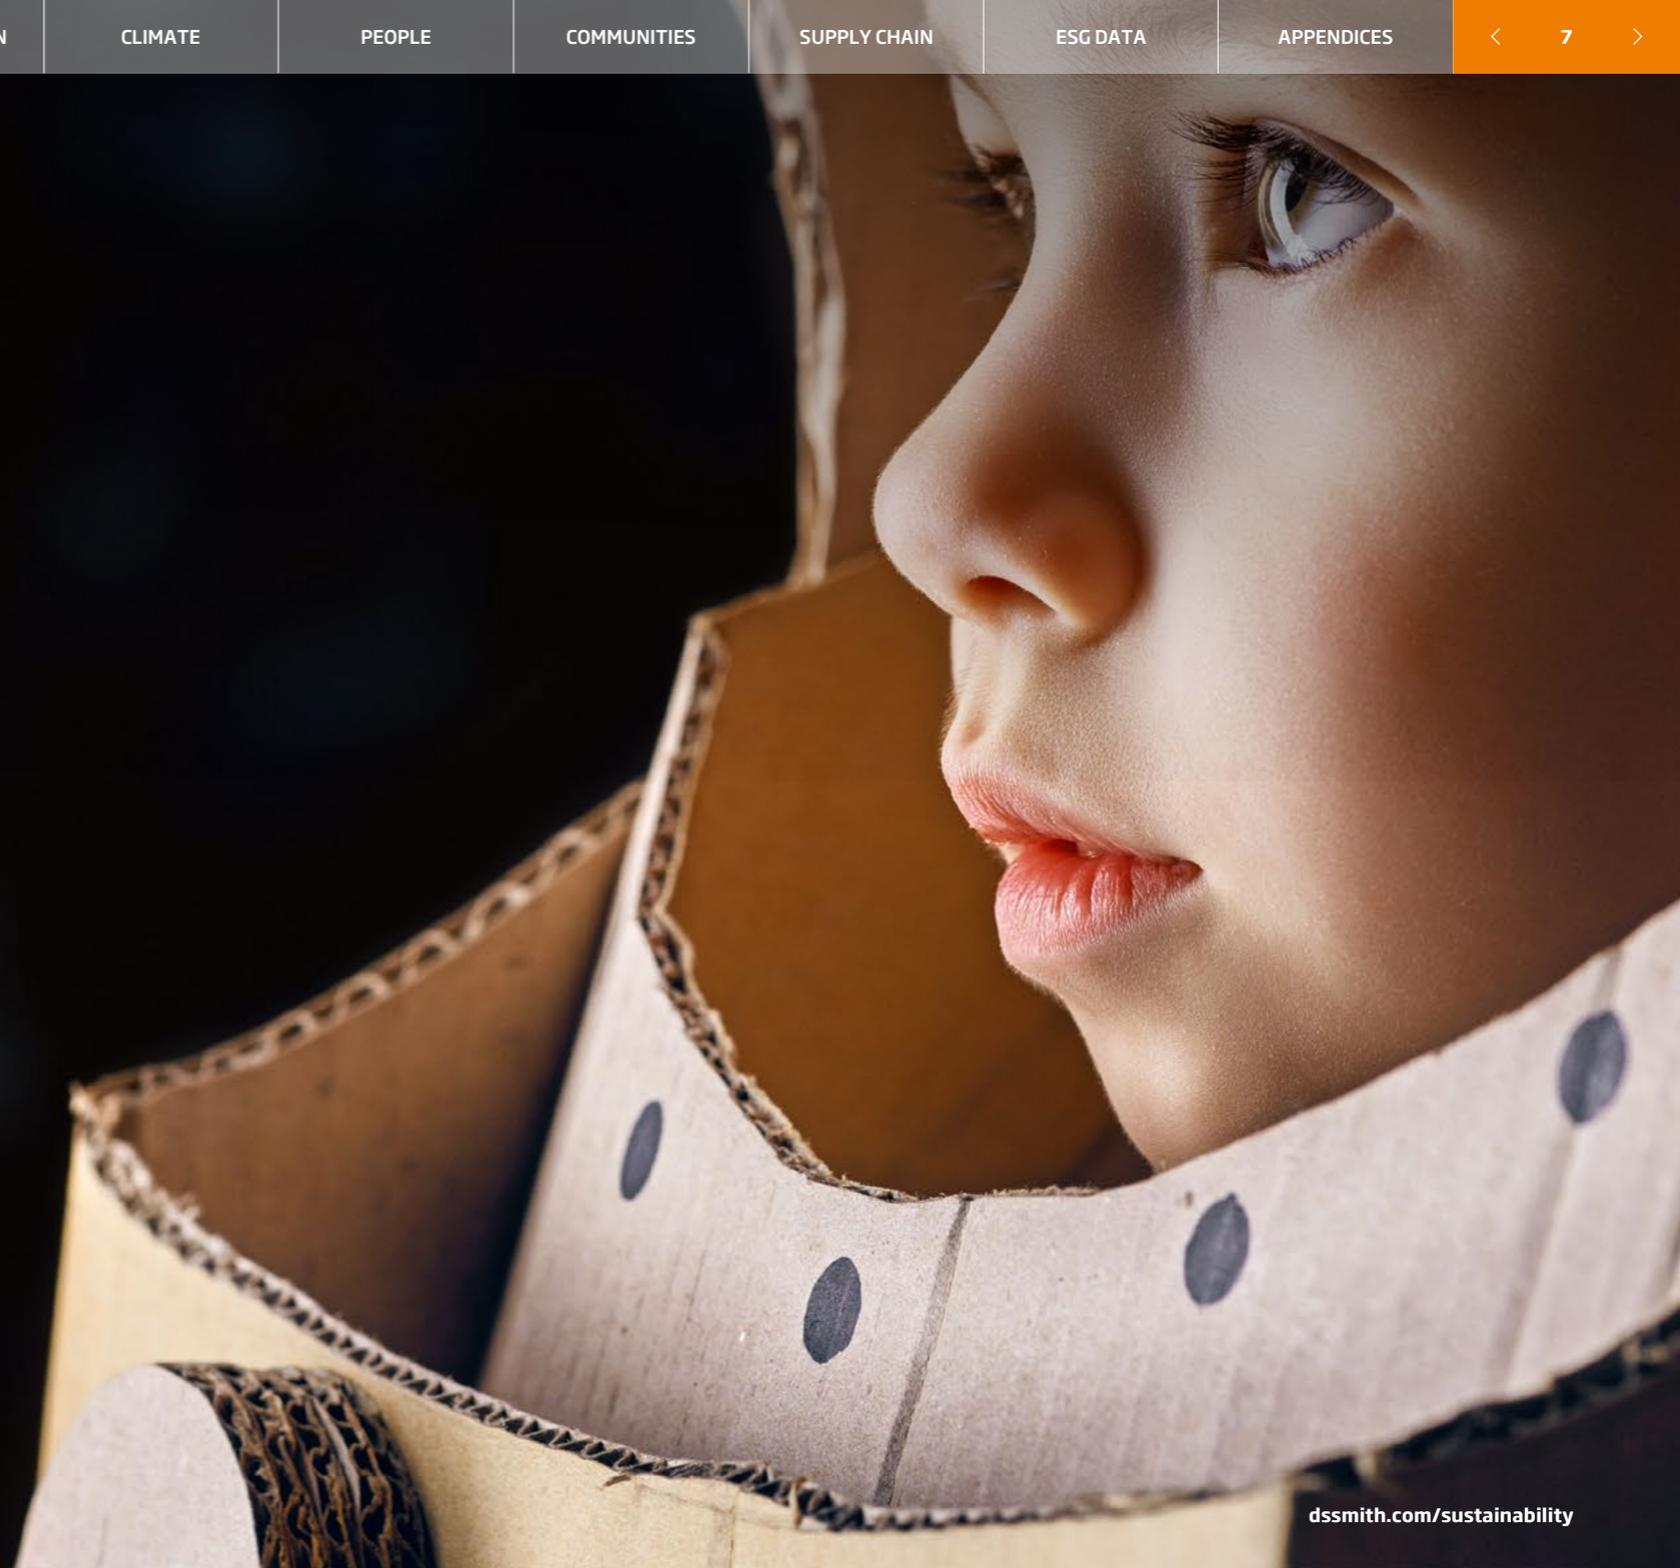 CLIMATE
PEOPLE
COMMUNITIES
SUPPLY CHAIN
ESG DATA
APPENDICES
7
dssmith.com/sustainability